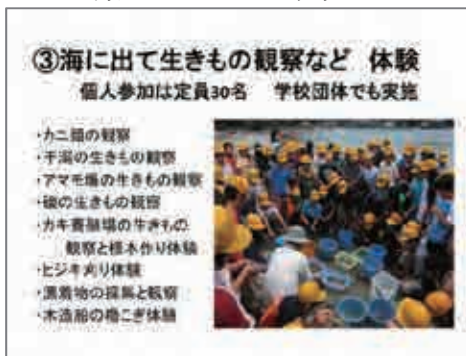 ③海に出て生きもの観察など 体験
個人参加は定員30名 学校団体でも実施
・カニ類の観察
・干潟の生きもの観察
・アマモ場の生きもの観察
・磯の生きもの観察
・カキ養殖場の生きもの
観察と標本作り体験
・ヒジキ刈り体験
・漂着物の採集と観察
・木造船の櫓こぎ体験